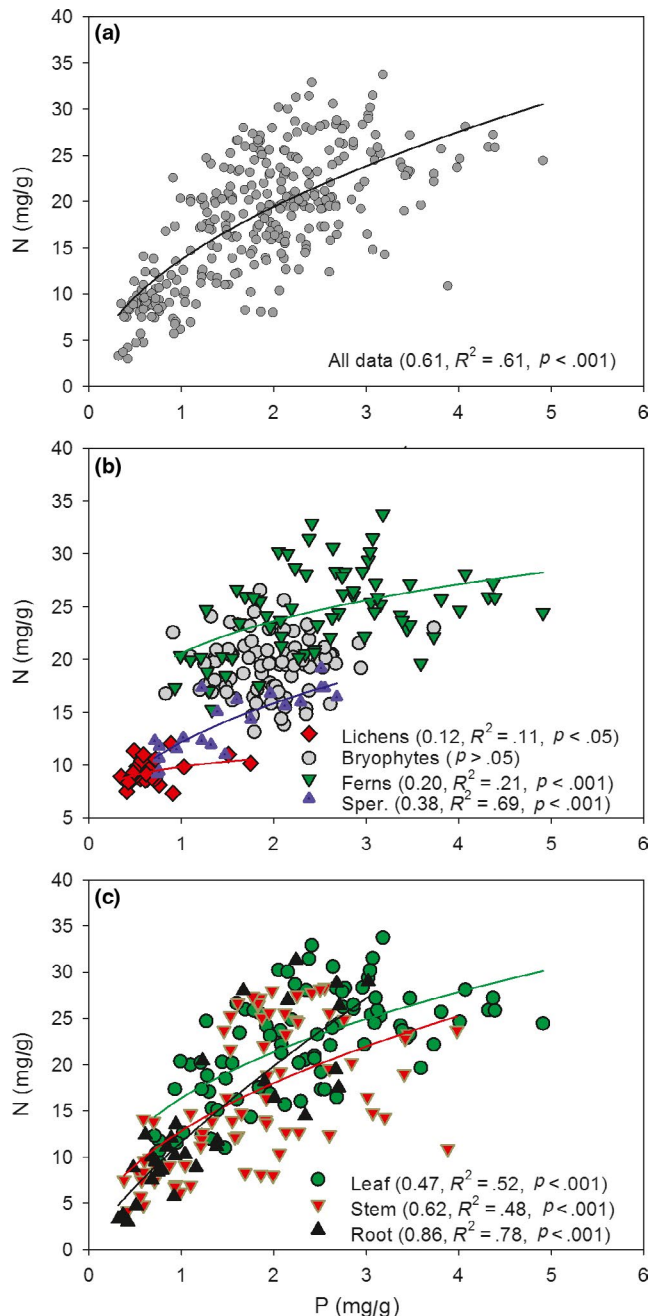 (a)
40
35
30
25
20
15
10
5
0
N (mg/g)
All data (0.61, R² = .61, p < .001)
0 1 2 3 4 5 6
(b)
40
35
30
25
20
15
10
5
N (mg/g)
Lichens (0.12, R² = .11, p < .05)
Bryophytes (p > .05)
Ferns (0.20, R² = .21, p < .001)
Sper. (0.38, R² = .69, p < .001)
0 1 2 3 4 5 6
(c)
40
35
30
25
20
15
10
5
0
N (mg/g)
Leaf (0.47, R² = .52, p < .001)
Stem (0.62, R² = .48, p < .001)
Root (0.86, R² = .78, p < .001)
0 1 2 3 4 5 6
P (mg/g)